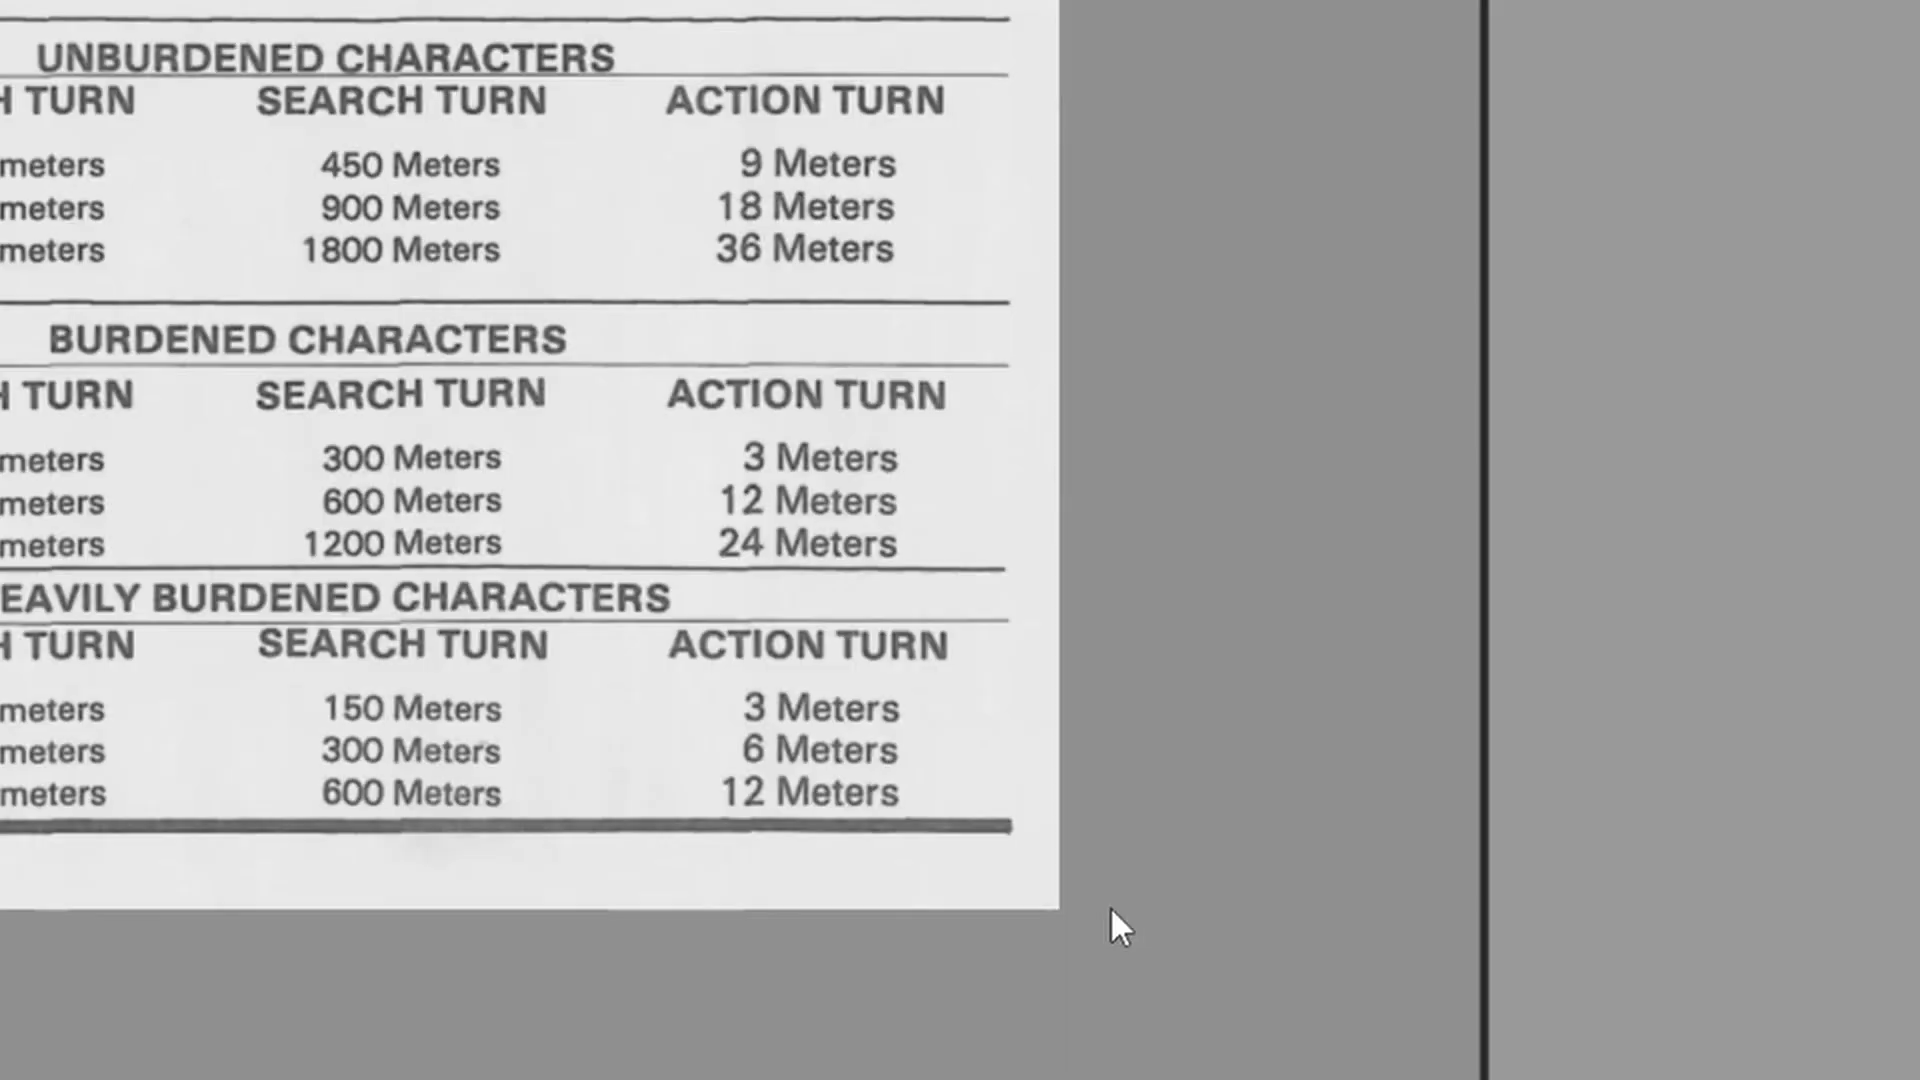 UNBURDENED CHARACTERS
H TURN SEARCH TURN ACTION TURN
meters 450 Meters 9 Meters
meters 900 Meters 18 Meters
meters 1800 Meters 36 Meters
BURDENED CHARACTERS
H TURN SEARCH TURN ACTION TURN
meters 300 Meters 3 Meters
meters 600 Meters 12 Meters
meters 1200 Meters 24 Meters
EAVILY BURDENED CHARACTERS
H TURN SEARCH TURN ACTION TURN
meters 150 Meters 3 Meters
meters 300 Meters 6 Meters
meters 600 Meters 12 Meters